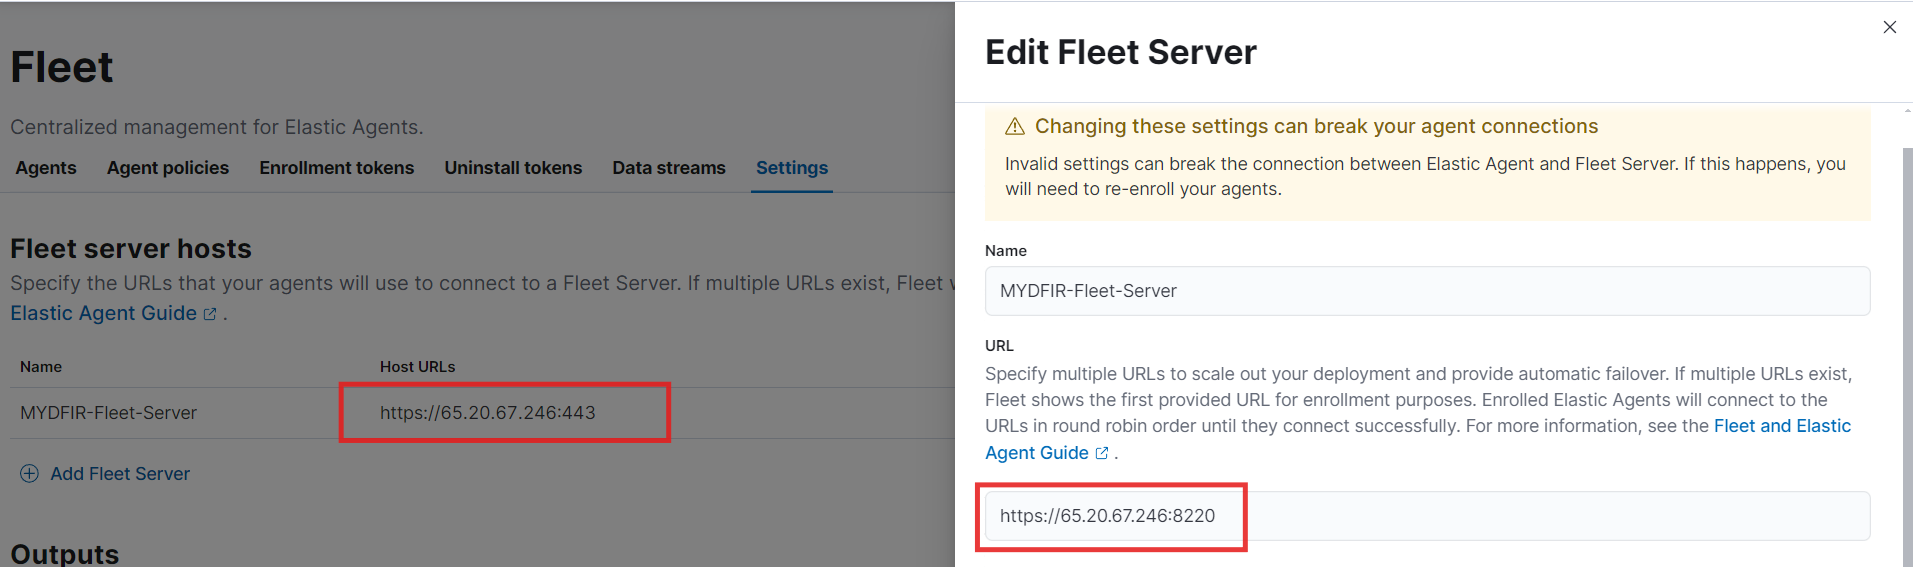 Fleet
Centralized management for Elastic Agents.
Agents Agent policies Enrollment tokens Uninstall tokens Data streams Settings
Fleet server hosts
Specify the URLs that your agents will use to connect to a Fleet Server. If multiple URLs exist, Fleet
Elastic Agent Guide .
Name Host URLs
MYDFIR-Fleet-Server https://65.20.67.246:443
Add Fleet Server
Outputs
Edit Fleet Server
Changing these settings can break your agent connections
Invalid settings can break the connection between Elastic Agent and Fleet Server. If this happens, you
will need to re-enroll your agents.
Name
MYDFIR-Fleet-Server
URL
Specify multiple URLs to scale out your deployment and provide automatic failover. If multiple URLs exist,
Fleet shows the first provided URL for enrollment purposes. Enrolled Elastic Agents will connect to the
URLs in round robin order until they connect successfully. For more information, see the Fleet and Elastic
Agent Guide .
https://65.20.67.246:8220